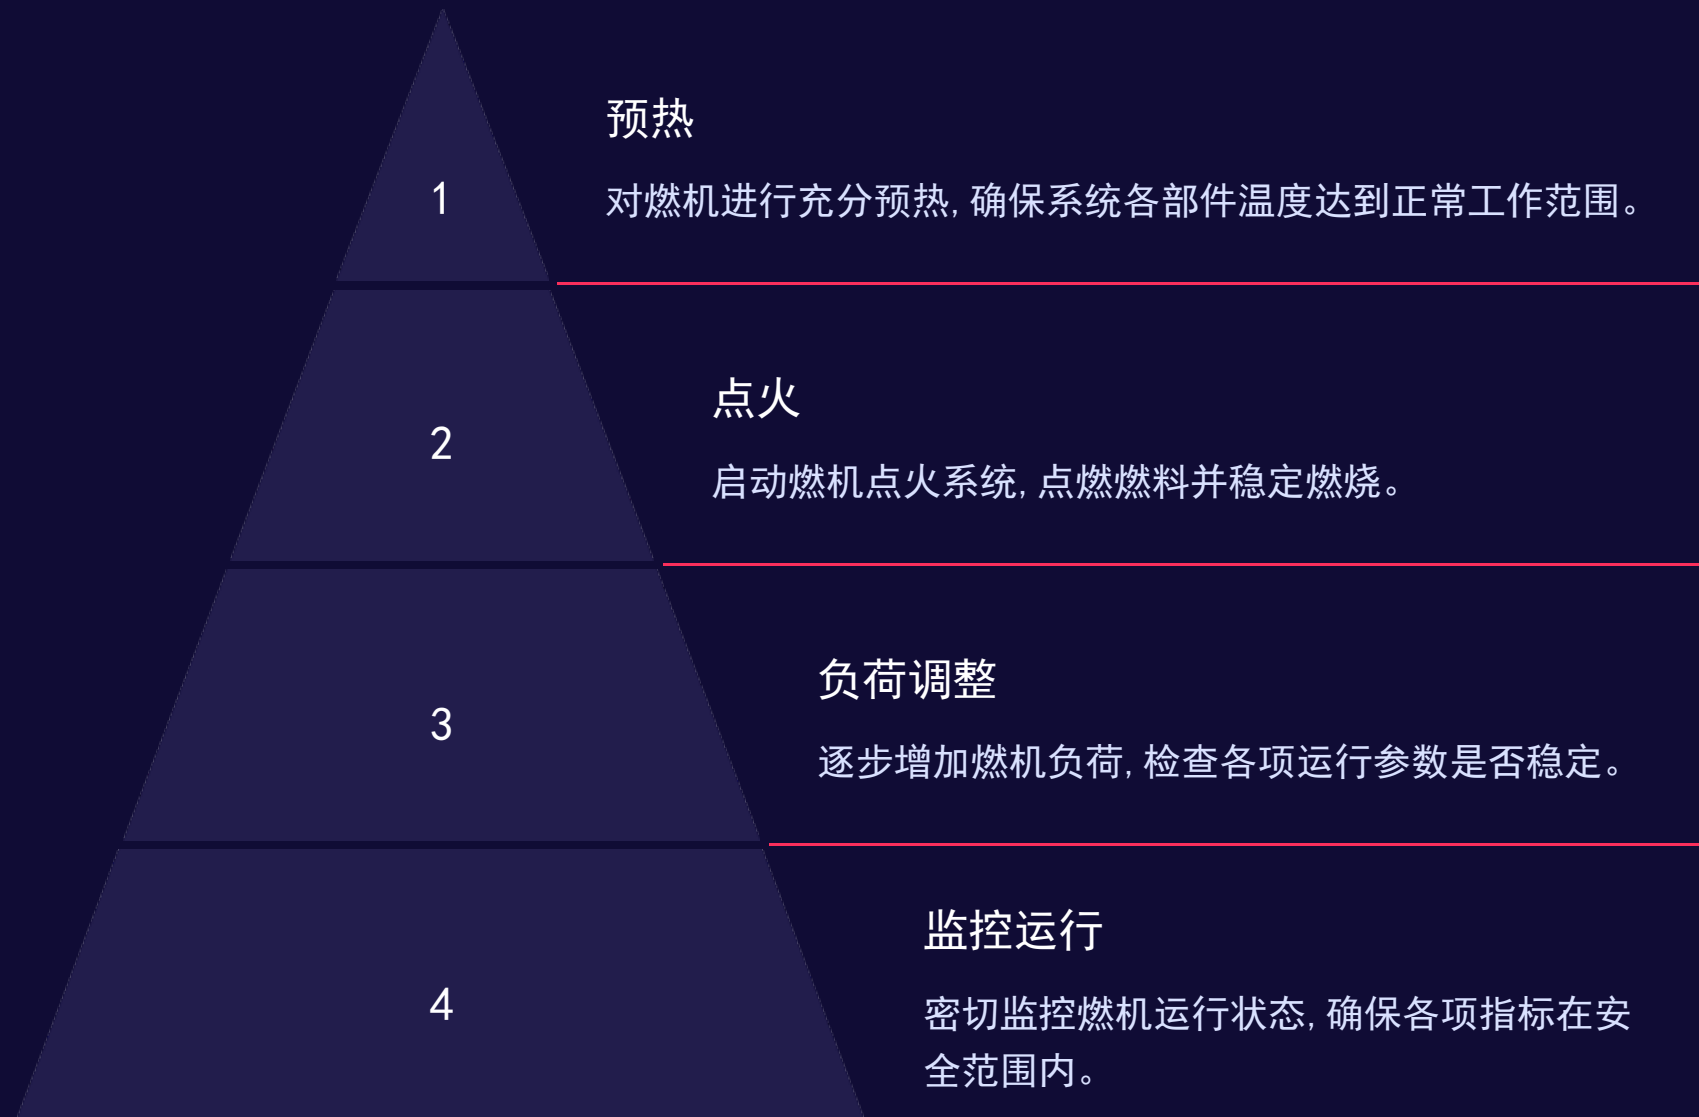 1
预热
对燃机进行充分预热, 确保系统各部件温度达到正常工作范围。
2
点火
启动燃机点火系统, 点燃燃料并稳定燃烧。
3
负荷调整
逐步增加燃机负荷, 检查各项运行参数是否稳定。
4
监控运行
密切监控燃机运行状态, 确保各项指标在安
全范围内。